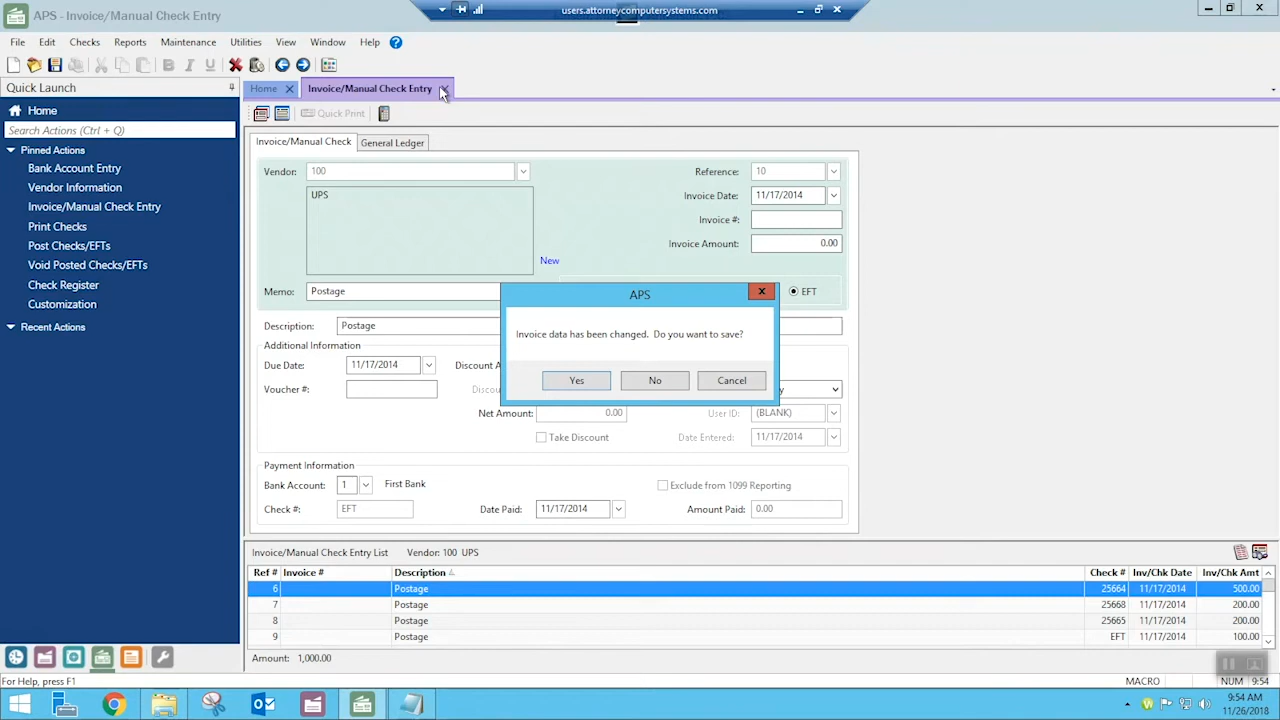 APS - Invoice/Manual Check Entry
users.attorneycomputersystems.com
File Edit Checks Reports Maintenance Utilities View Window Help
Quick Launch
Home
Search Actions (Ctrl + Q)
Pinned Actions
Bank Account Entry
Vendor Information
Invoice/Manual Check Entry
Print Checks
Post Checks/EFTs
Void Posted Checks/EFTs
Check Register
Customization
Recent Actions
Home Invoice/Manual Check Entry
Quick Print
Invoice/Manual Check General Ledger
Vendor: 100 Reference: 10
UPS Invoice Date: 11/17/2014
Invoice #:
Invoice Amount: 0.00
New
Memo: Postage EFT
Description: Postage
Additional Information
Due Date: 11/17/2014 Discount A
Voucher #: Discou y
Net Amount: 0.00 User ID: (BLANK)
Take Discount Date Entered: 11/17/2014
Payment Information
Bank Account: 1 First Bank Exclude from 1099 Reporting
Check #: EFT Date Paid: 11/17/2014 Amount Paid: 0.00
APS
Invoice data has been changed. Do you want to save?
Yes No Cancel
Invoice/Manual Check Entry List Vendor: 100 UPS
Ref # Invoice # Description Check # Inv/Chk Date Inv/Chk Amt
6 Postage 25664 11/17/2014 500.00
7 Postage 25668 11/17/2014 200.00
8 Postage 25665 11/17/2014 200.00
9 Postage EFT 11/17/2014 100.00
Amount: 1,000.00
For Help, press F1 MACRO NUM 9:54
9:54 AM
11/26/2018